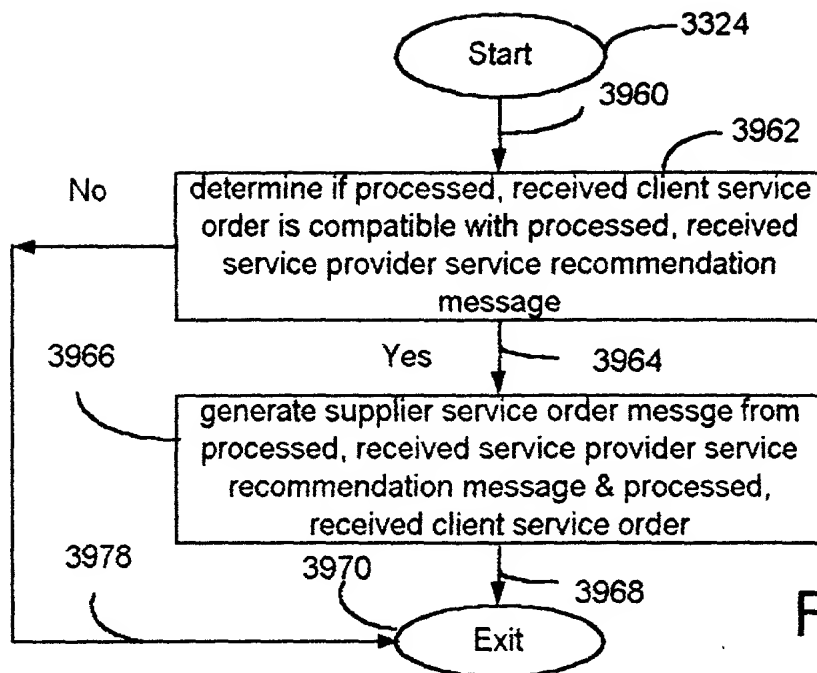 Start
3324
3960
3962
No
determine if processed, received client service
order is compatible with processed, received
service provider service recommendation
message
3966
Yes
3964
generate supplier service order messge from
processed, received service provider service
recommendation message & processed,
received client service order
3978
3970
3968
F
Exit